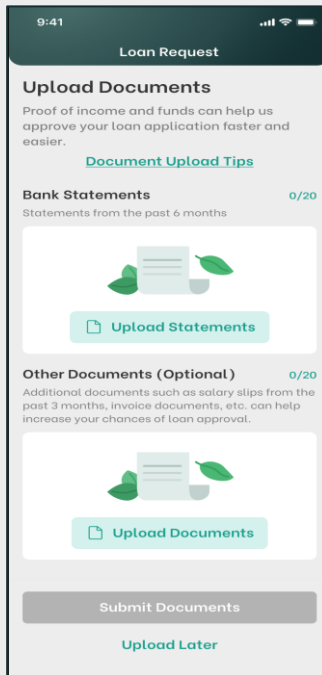 9:41
Loan Request
Upload Documents
Proof of income and funds can help us
approve your loan application faster and
easier.
Document Upload Tips
Bank Statements 0/20
Statements from the past 6 months
Upload Statements
Other Documents (Optional) 0/20
Additional documents such as salary slips from the
past 3 months, invoice documents, etc. can help
increase your chances of loan approval.
Upload Documents
Submit Documents
Upload Later